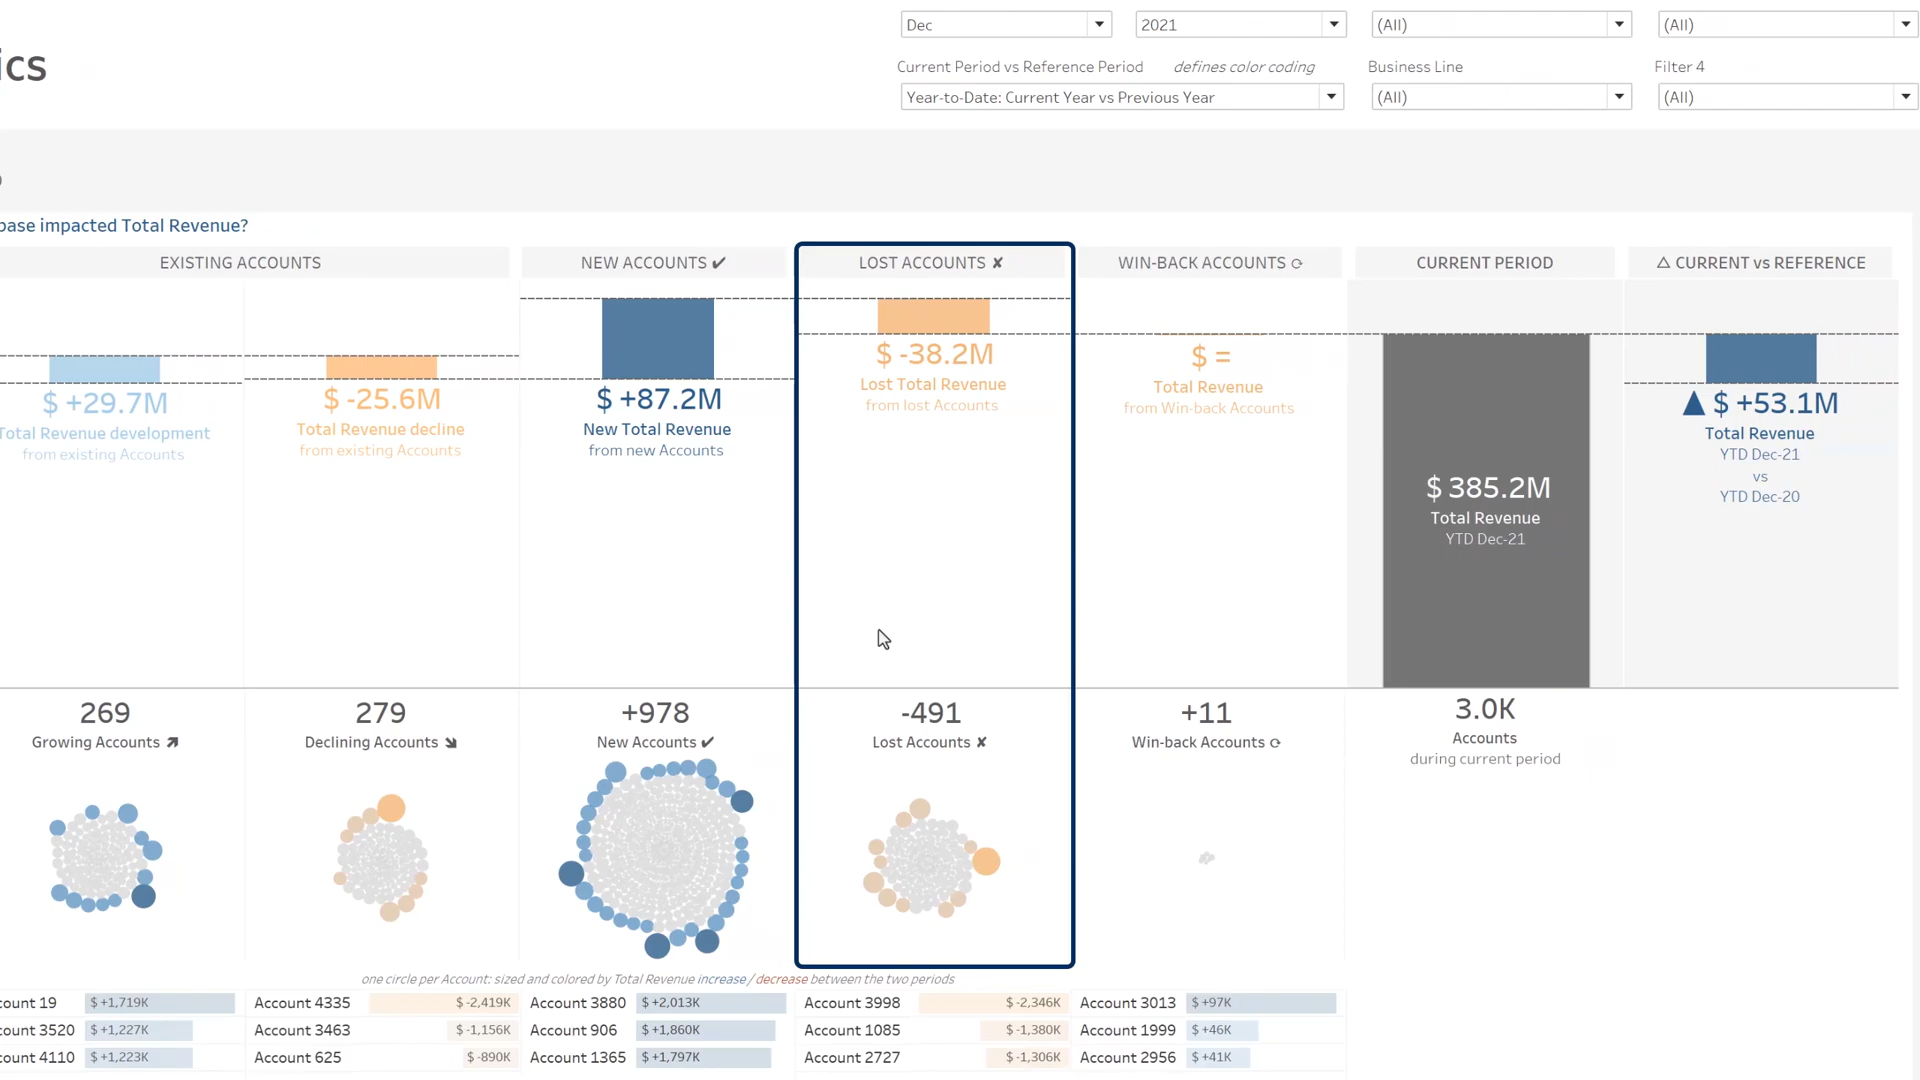 Dec
2021
(All)
(All)
ics
Current Period vs Reference Period
defines color coding
Business Line
Filter 4
Year-to-Date: Current Year vs Previous Year
(All)
(All)
base impacted Total Revenue?
EXISTING ACCOUNTS
NEW ACCOUNTS ✔
LOST ACCOUNTS ✘
WIN-BACK ACCOUNTS ⟳
CURRENT PERIOD
△ CURRENT vs REFERENCE
$ +29.7M
Total Revenue development
from existing Accounts
$ -25.6M
Total Revenue decline
from existing Accounts
$ +87.2M
New Total Revenue
from new Accounts
$ -38.2M
Lost Total Revenue
from lost Accounts
$ =
Total Revenue
from Win-back Accounts
$ 385.2M
Total Revenue
YTD Dec-21
▲ $ +53.1M
Total Revenue
YTD Dec-21
vs
YTD Dec-20
269
Growing Accounts ⬈
279
Declining Accounts ⬊
+978
New Accounts ✔
-491
Lost Accounts ✘
+11
Win-back Accounts ⟳
3.0K
Accounts
during current period
one circle per Account: sized and colored by Total Revenue increase / decrease between the two periods
count 19 $ +1,719K
Account 4335 $ -2,419K
Account 3880 $ +2,013K
Account 3998 $ -2,346K
Account 3013 $ +97K
count 3520 $ +1,227K
Account 3463 $ -1,156K
Account 906 $ +1,860K
Account 1085 $ -1,380K
Account 1999 $ +46K
count 4110 $ +1,223K
Account 625 $ -890K
Account 1365 $ +1,797K
Account 2727 $ -1,306K
Account 2956 $ +41K